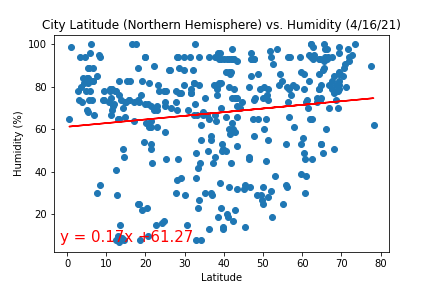 City Latitude (Northern Hemisphere) vs. Humidity (4/16/21)
100
80
60
40
20
Humidity (%)
y = 0.17x +61.27
0 10 20 30 40 50 60 70 80
Latitude